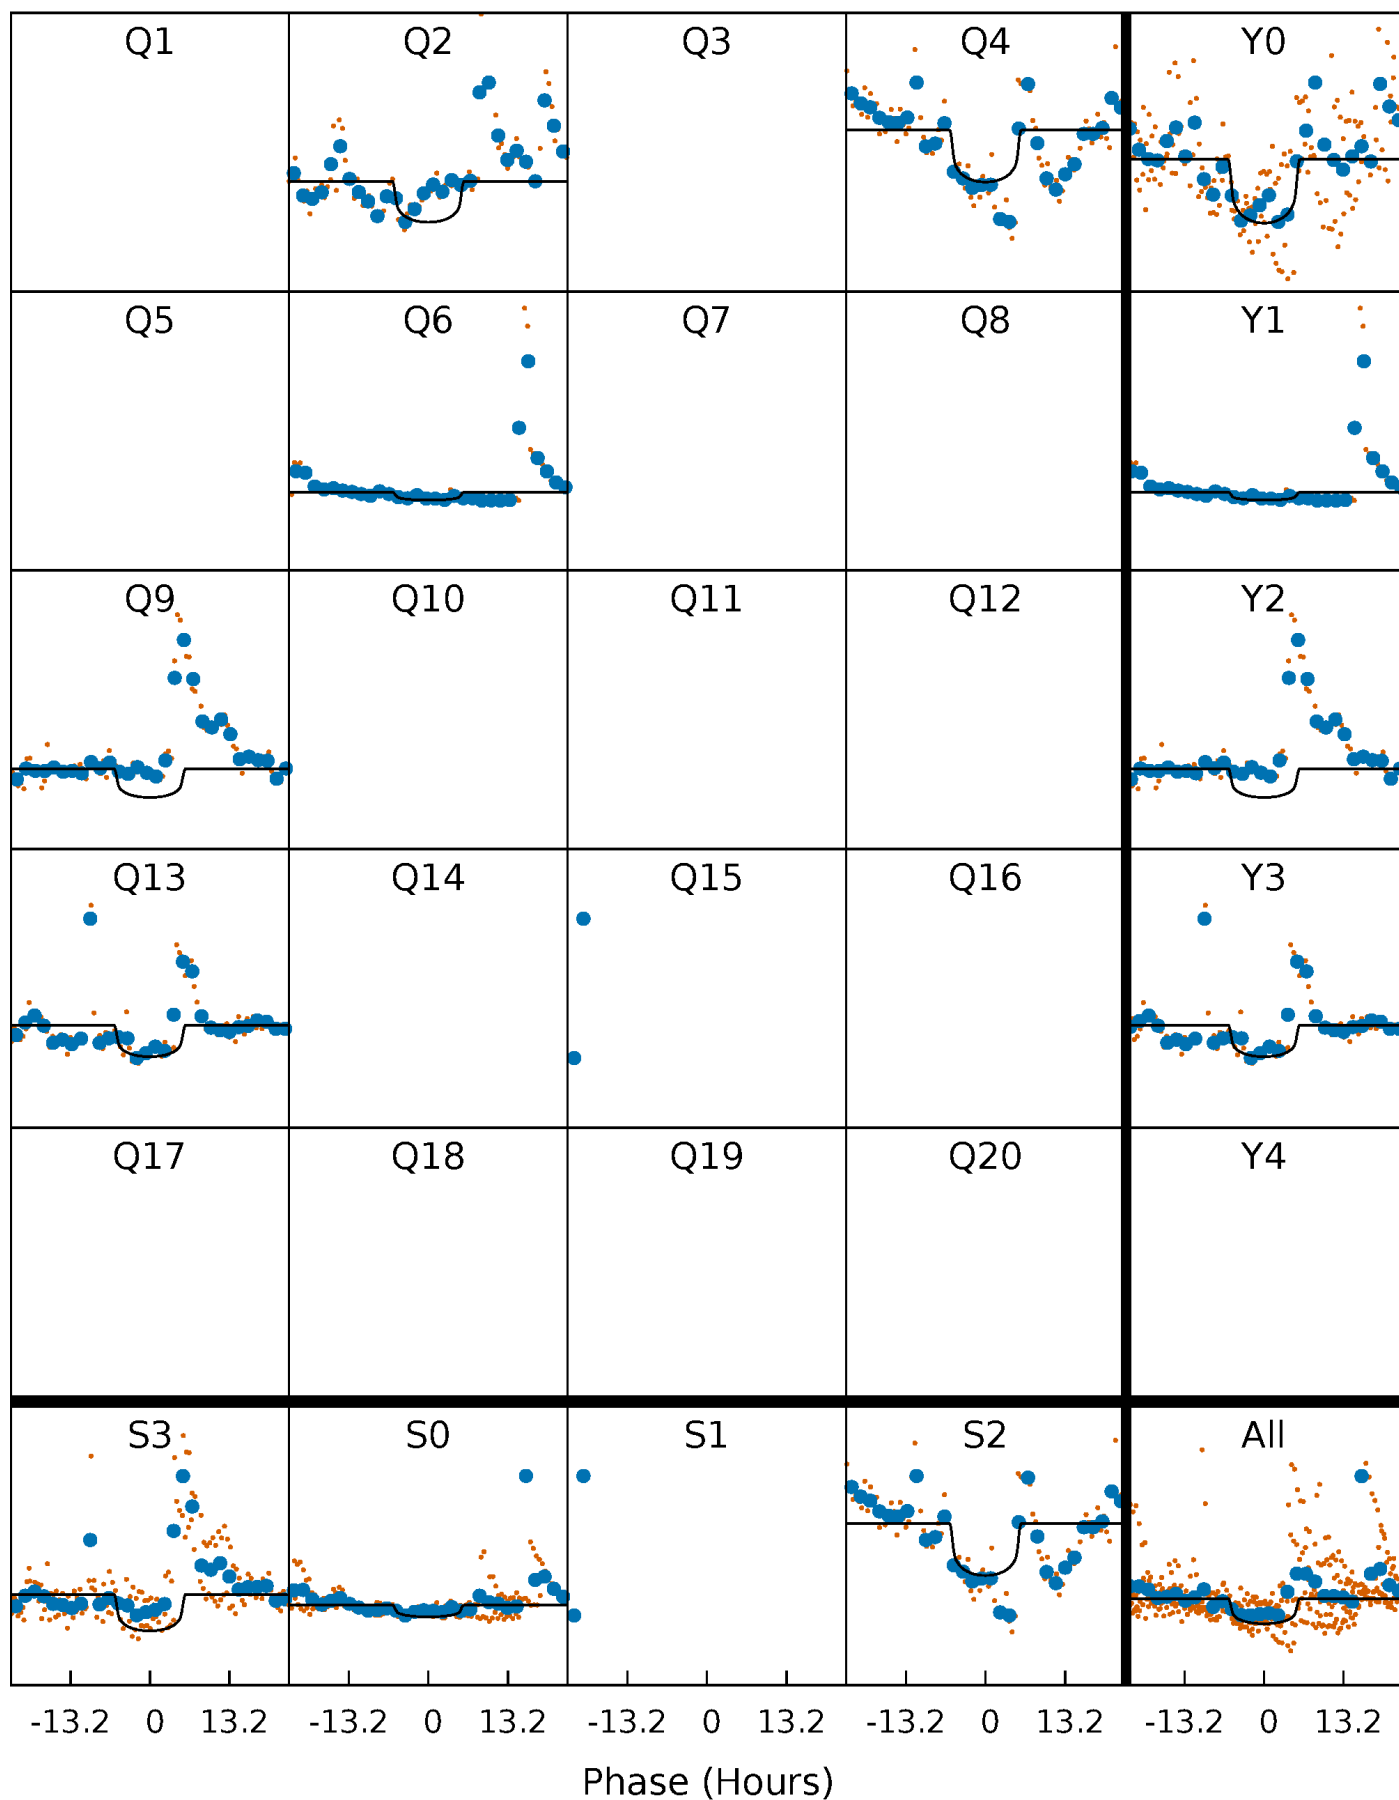 Q1 Q2 Q3 Q4 Y0
Q5 Q6 Q7 Q8 Y1
Q9 Q10 Q11 Q12 Y2
Q13 Q14 Q15 Q16 Y3
Q17 Q18 Q19 Q20 Y4
S3 S0 S1 S2 All
-13.2 0 13.2 -13.2 0 13.2 -13.2 0 13.2 -13.2 0 13.2 -13.2 0 13.2
Phase (Hours)